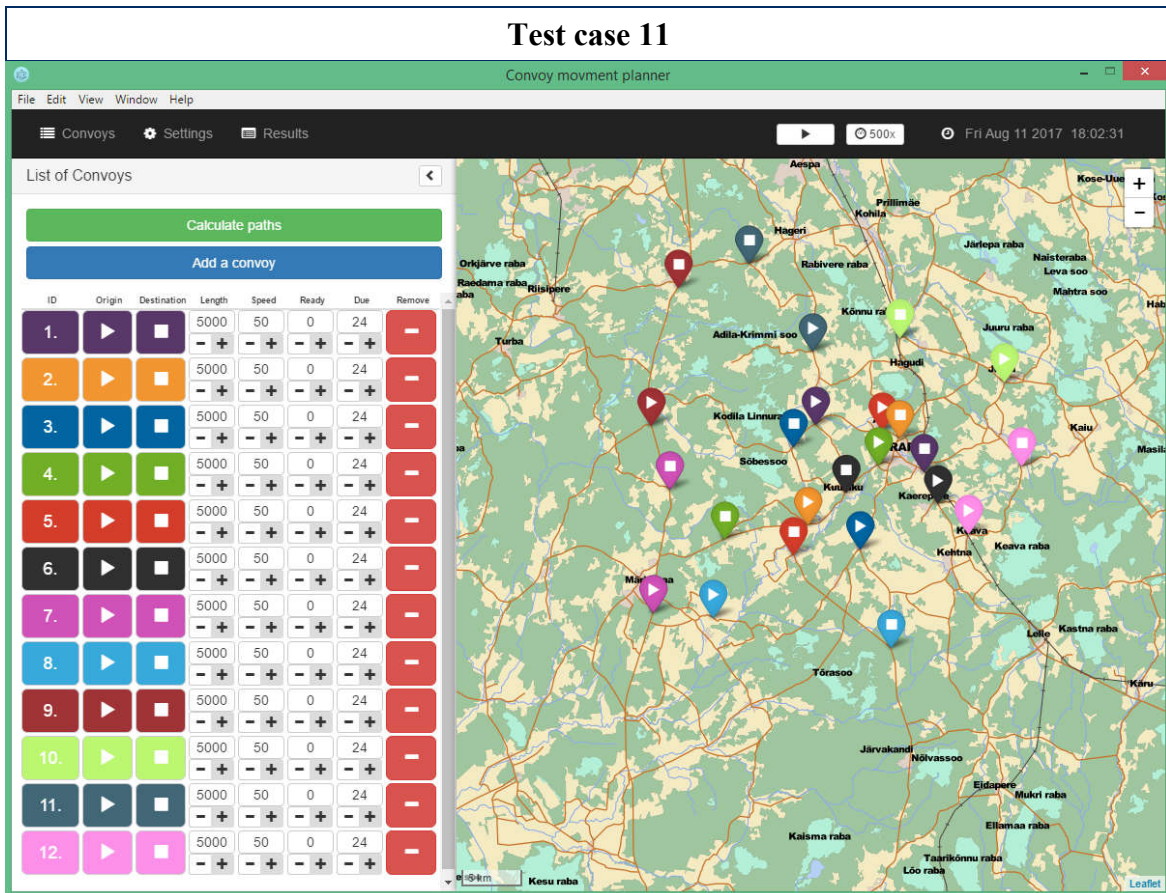 Test case 11
Convoy movment planner
File Edit View Window Help
Convoys Settings Results 500x Fri Aug 11 2017 18:02:31
List of Convoys
Calculate paths
Add a convoy
ID Origin Destination Length Speed Ready Due Remove
1. 5000 50 0 24
2. 5000 50 0 24
3. 5000 50 0 24
4. 5000 50 0 24
5. 5000 50 0 24
6. 5000 50 0 24
7. 5000 50 0 24
8. 5000 50 0 24
9. 5000 50 0 24
10. 5000 50 0 24
11. 5000 50 0 24
12. 5000 50 0 24
Aespa
Kose-Uue
Prillimäe
Kohila
Hageri
Järlepa raba
Naisteraba
Orkjärve raba
Rabivere raba
Leva soo
Raedama raba
Riisipere
Mahtra soo
Kõnnu
Juuru raba
Turba
Adila-Krimmi soo
Hagudi
Kodila Linnura
Kaiu
Sõbessoo
Kaerep
Keava
Keava raba
Kehtna
Kastna raba
Lelle
Tõrasoo
Käru
Järvakandi
Nõlvassoo
Eidapere
Mukri raba
Ellamaa raba
Kaisma raba
Taarikõnnu raba
Lõo raba
5 km
Kesu raba
Leaflet